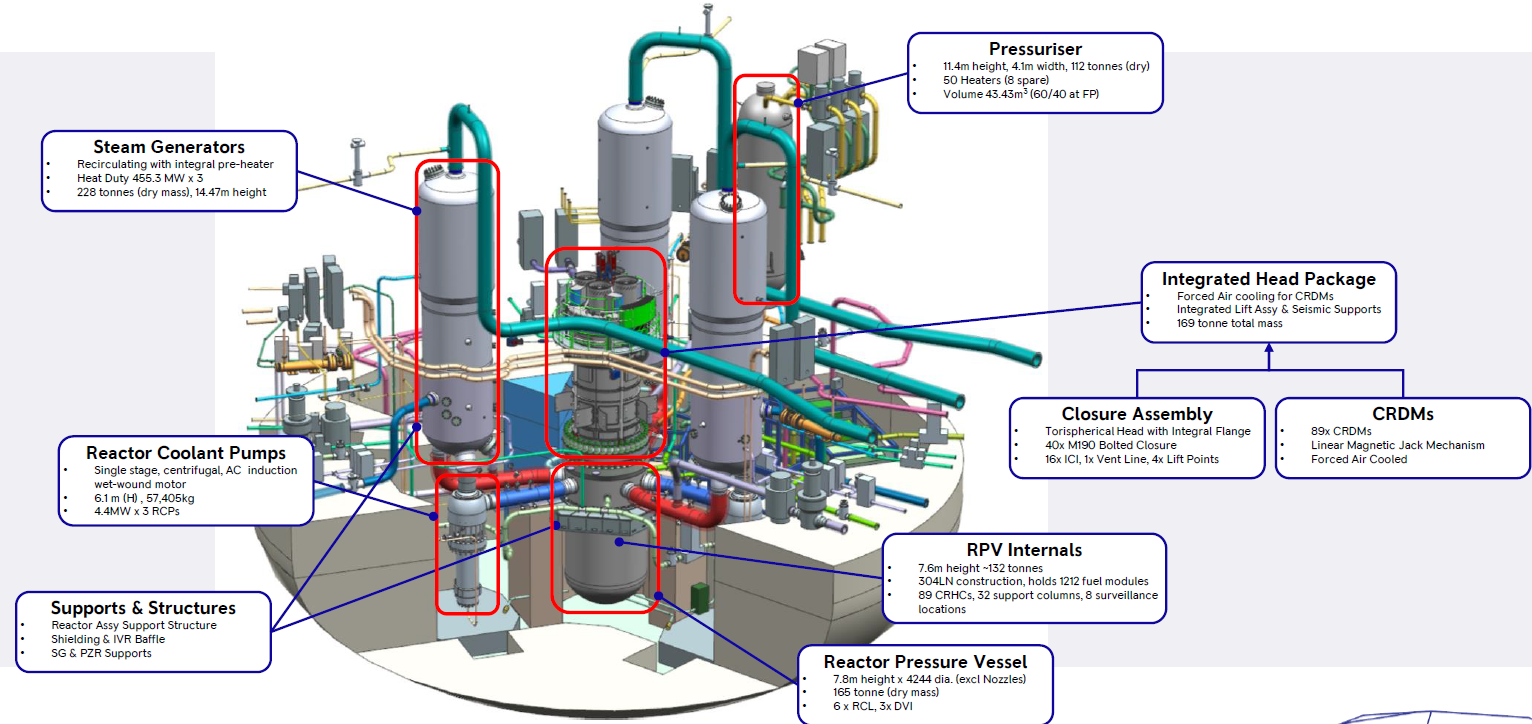 Pressuriser
• 11.4m height, 4.1m width, 112 tonnes (dry)
• 50 Heaters (8 spare)
• Volume 43.43m³ (60/40 at FP)
Steam Generators
• Recirculating with integral pre-heater
• Heat Duty 455.3 MW x 3
• 228 tonnes (dry mass), 14.47m height
Integrated Head Package
• Forced Air cooling for CRDMs
• Integrated Lift Assy & Seismic Supports
• 169 tonne total mass
Closure Assembly
• Torispherical Head with Integral Flange
• 40x M190 Bolted Closure
• 16x ICI, 1x Vent Line, 4x Lift Points
CRDMs
• 89x CRDMs
• Linear Magnetic Jack Mechanism
• Forced Air Cooled
Reactor Coolant Pumps
• Single stage, centrifugal, AC induction
wet-wound motor
• 6.1 m (H) , 57,405kg
• 4.4MW x 3 RCPs
RPV Internals
• 7.6m height ~132 tonnes
• 304LN construction, holds 1212 fuel modules
• 89 CRHCs, 32 support columns, 8 surveillance
locations
Supports & Structures
• Reactor Assy Support Structure
• Shielding & IVR Baffle
• SG & PZR Supports
Reactor Pressure Vessel
• 7.8m height x 4244 dia. (excl Nozzles)
• 165 tonne (dry mass)
• 6 x RCL, 3x DVI